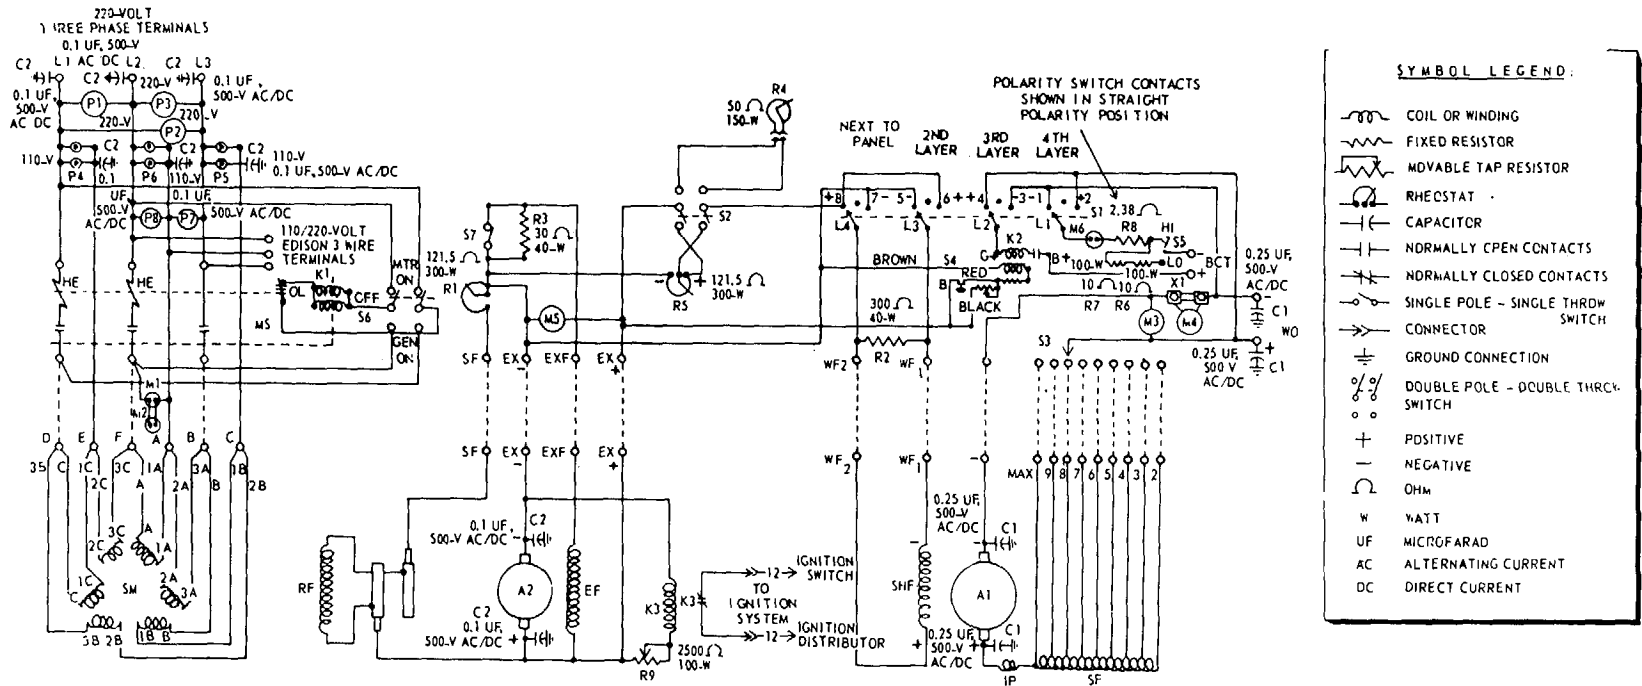 220-VOLT
THREE PHASE TERMINALS
0.1 UF, 500-V
C2 L1 AC DC L2 C2 L3
C2
0.1 UF,
500-V AC/DC
0.1 UF,
500-V
AC DC
220-V
P1
P3
220-V
220-V
P2
C2
C2
C2
110-V
110-V
110-V
0.1 UF, 500-V AC/DC
P4
0.1
P6
P5
UF
500-V
AC/DC
0.1 UF,
500-V AC/DC
P8
P7
110/220-VOLT
EDISON 3 WIRE
TERMINALS
HE
HE
OL
K1
OFF
S6
MTR
ON
GEN
ON
MS
M1
M2
D E F A B C
35 C 1C 3C 1A 3A 1B
2C A 2A B 2B
3C A
2C 1A
1C 2A
C SM 3A
3B 2B 1B B
S7
R3
30 Ω
40-W
121.5 Ω
300-W
R1
M5
SF EX EXF EX
- +
SF EX EXF EX
- +
S2
R4
50 Ω
150-W
121.5 Ω
300-W
R5
RF
0.1 UF,
500-V AC/DC
C2
A2
C2
0.1 UF,
500-V AC/DC
EF
K3
K3
2500 Ω
100-W
R9
12
IGNITION
SWITCH
TO
IGNITION
SYSTEM
12
IGNITION
DISTRIBUTOR
POLARITY SWITCH CONTACTS
SHOWN IN STRAIGHT
POLARITY POSITION
NEXT TO
PANEL
2ND
LAYER
3RD
LAYER
4TH
LAYER
+8 7- 5- 6+ +4 -3 -1 +2
L4 L3 L2 L1
S1
2.38 Ω
M6
R8
HI
S5
LO
100-W
100-W
10 Ω
10 Ω
R7
R6
BCT
X1
M3
M4
K2
G
B+
S4
BROWN
RED
B
BLACK
300 Ω
40-W
R2
WF2
WF1
WF2
WF1
-
S3
0.25 UF,
500-V
AC/DC
C1
WO
0.25 UF,
500 V
AC/DC
C1
MAX 9 8 7 6 5 4 3 2
0.25 UF,
500-V
AC/DC
C1
A1
SHF
0.25 UF,
500-V
AC/DC
C1
IP
SF
SYMBOL LEGEND:
COIL OR WINDING
FIXED RESISTOR
MOVABLE TAP RESISTOR
RHEOSTAT
CAPACITOR
NORMALLY OPEN CONTACTS
NORMALLY CLOSED CONTACTS
SINGLE POLE - SINGLE THROW
SWITCH
CONNECTOR
GROUND CONNECTION
DOUBLE POLE - DOUBLE THROW
SWITCH
+ POSITIVE
- NEGATIVE
Ω OHM
W WATT
UF MICROFARAD
AC ALTERNATING CURRENT
DC DIRECT CURRENT